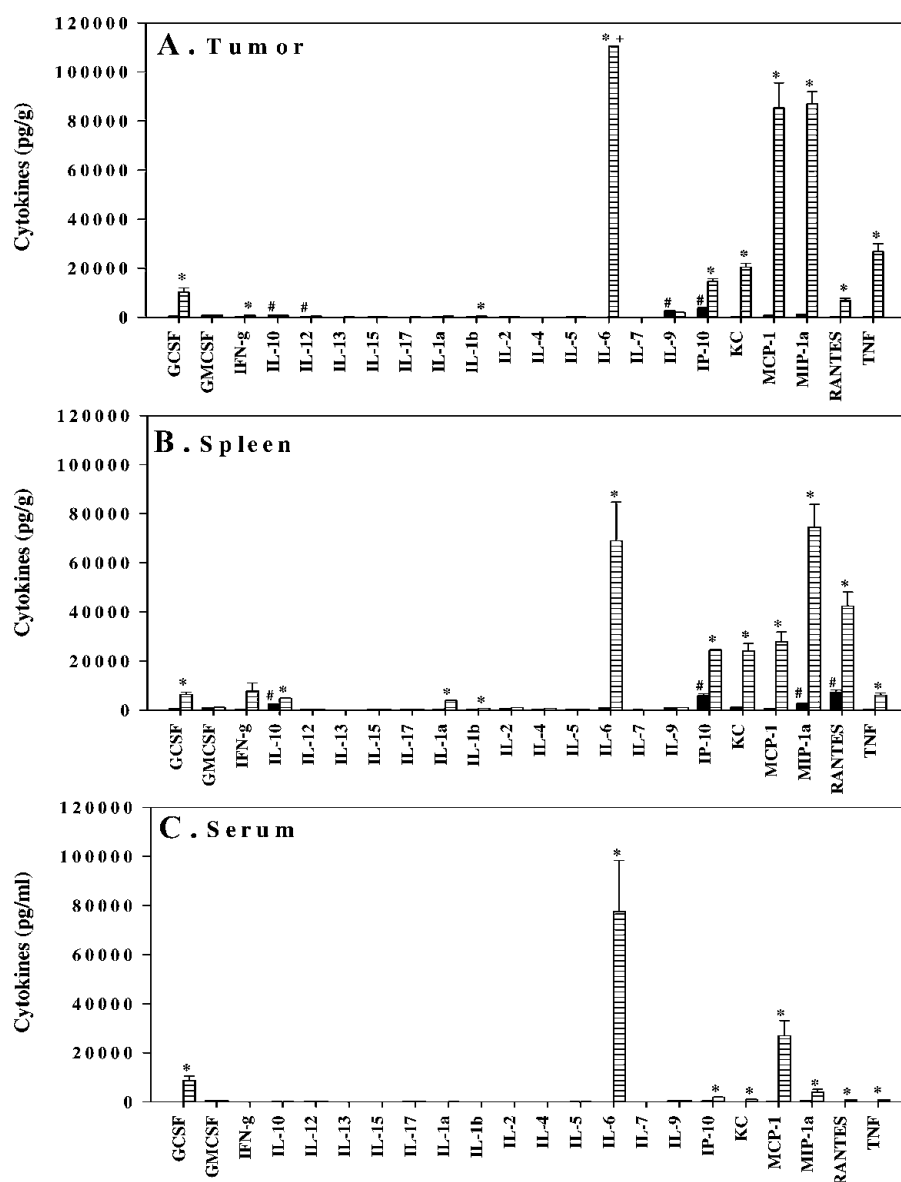 A. Tumor
Cytokines (pg/g)
120000
100000
80000
60000
40000
20000
0
* # # * # # * + * * * * * *
GCSF GMCSF IFN-g IL-10 IL-12 IL-13 IL-15 IL-17 IL-1a IL-1b IL-2 IL-4 IL-5 IL-6 IL-7 IL-9 IP-10 KC MCP-1 MIP-1a RANTES TNF
B. Spleen
Cytokines (pg/g)
120000
100000
80000
60000
40000
20000
0
* # * * * * # * * * # * # * *
GCSF GMCSF IFN-g IL-10 IL-12 IL-13 IL-15 IL-17 IL-1a IL-1b IL-2 IL-4 IL-5 IL-6 IL-7 IL-9 IP-10 KC MCP-1 MIP-1a RANTES TNF
C. Serum
Cytokines (pg/ml)
120000
100000
80000
60000
40000
20000
0
* * * * * * * *
GCSF GMCSF IFN-g IL-10 IL-12 IL-13 IL-15 IL-17 IL-1a IL-1b IL-2 IL-4 IL-5 IL-6 IL-7 IL-9 IP-10 KC MCP-1 MIP-1a RANTES TNF